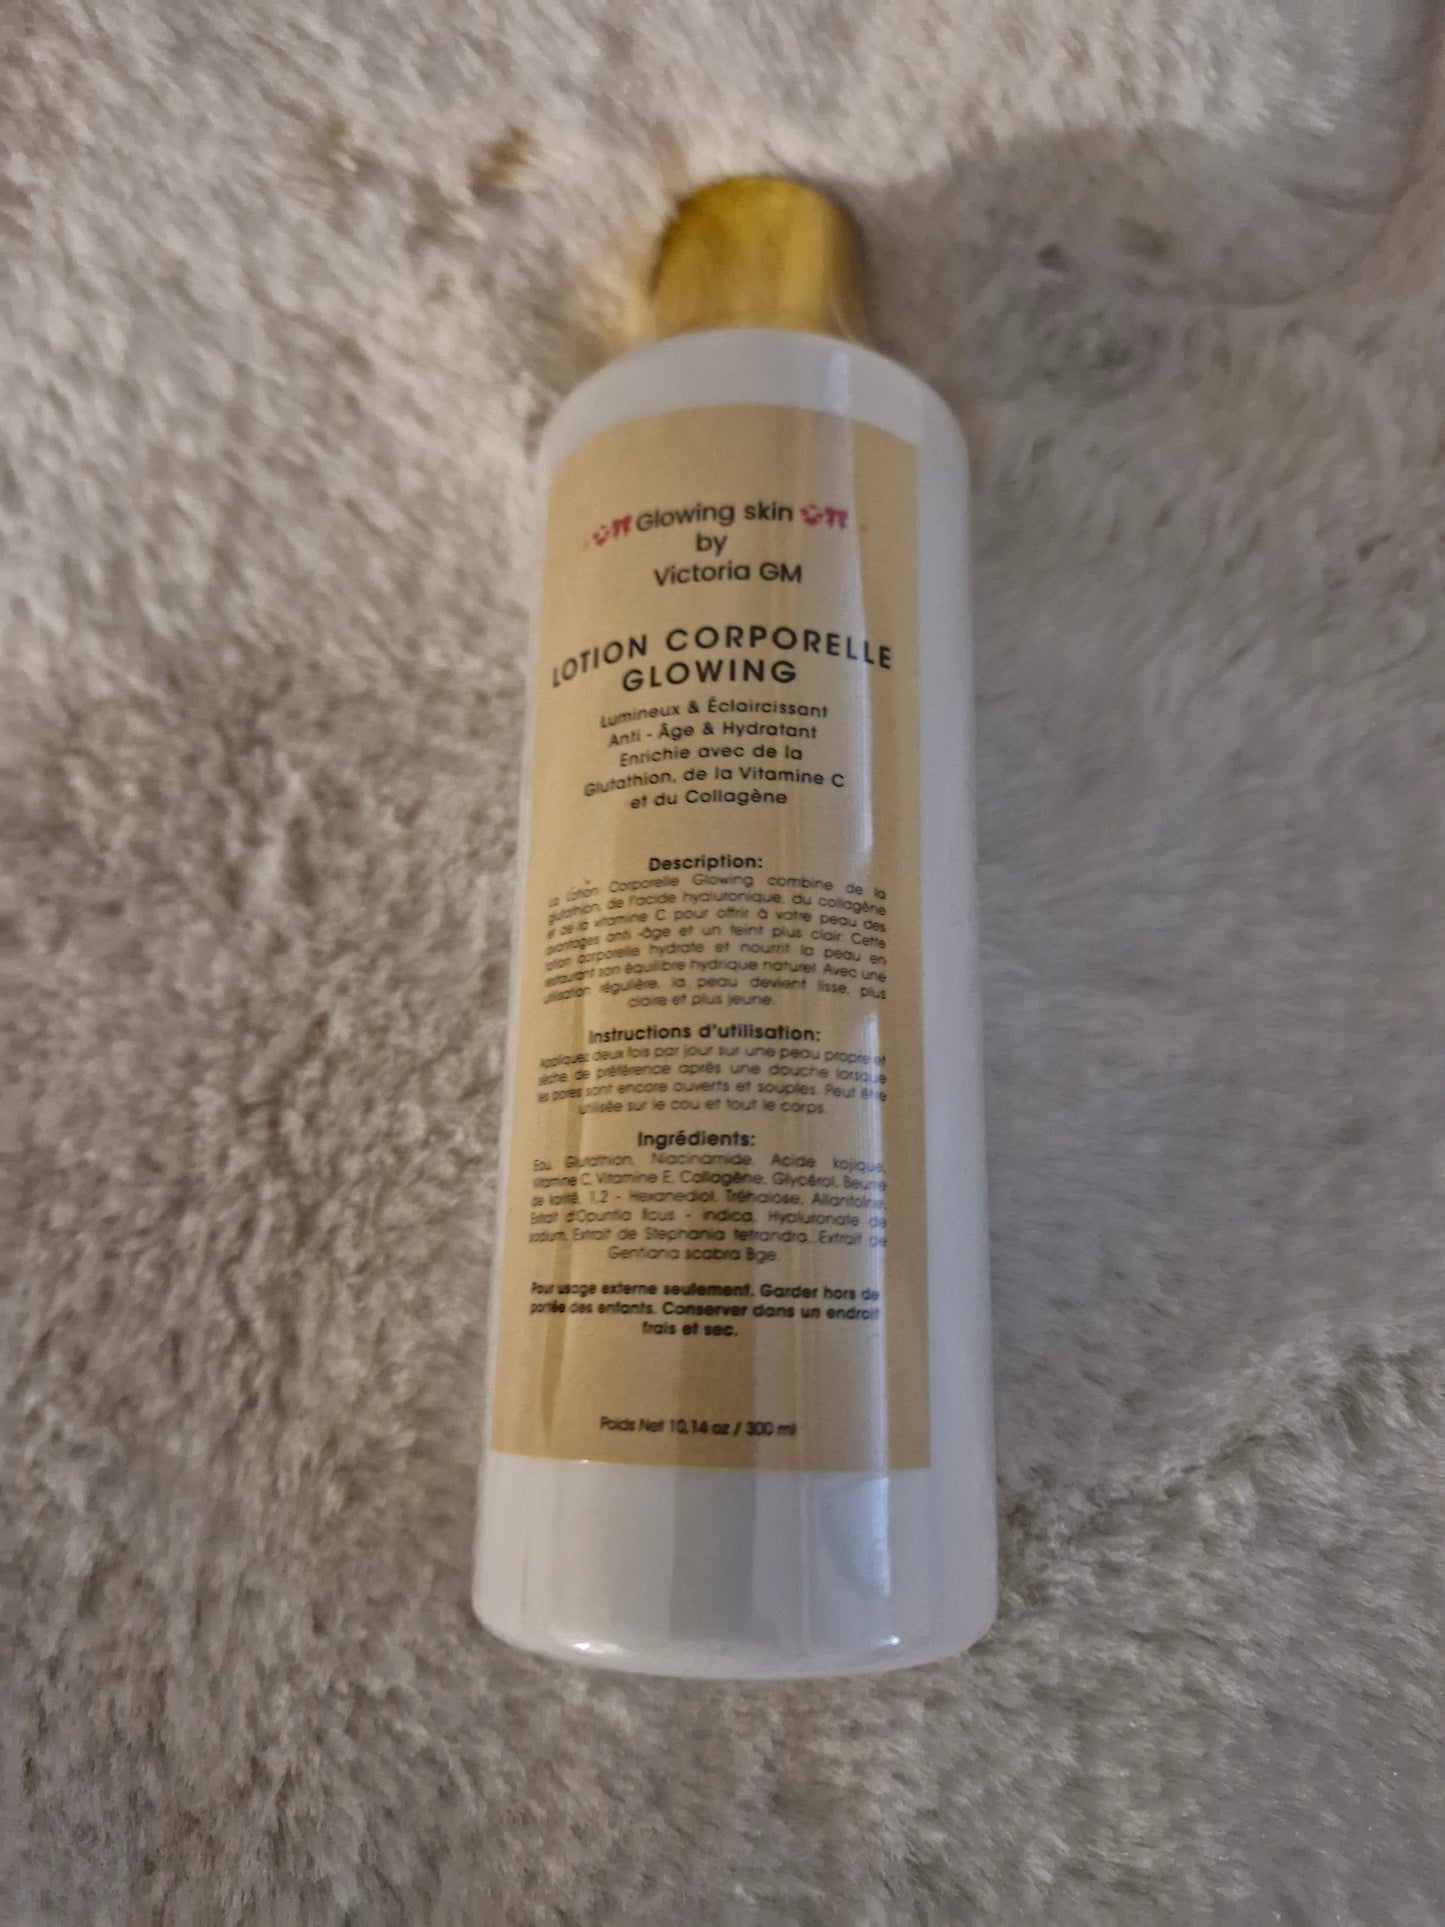 Glowing skin
by
Victoria GM
LOTION CORPORELLE
GLOWING
Lumineux & Éclaircissant
Anti - Âge & Hydratant
Enrichie avec de la
Glutathion, de la Vitamine C
et du Collagène
Description:
La Lotion Corporelle Glowing combine de la
glutathion, de l'acide hyaluronique, du collagène
et de la vitamine C pour offrir à votre peau des
avantages anti -âge et un teint plus clair. Cette
lotion corporelle hydrate et nourrit la peau en
restaurant son équilibre hydrique naturel. Avec une
utilisation régulière, la peau devient lisse, plus
claire et plus jeune.
Instructions d'utilisation:
Appliquez deux fois par jour sur une peau propre et
sèche, de préférence après une douche lorsque
les pores sont encore ouverts et souples. Peut être
utilisée sur le cou et tout le corps.
Ingrédients:
Eau, Glutathion, Niacinamide, Acide kojique,
Vitamine C, Vitamine E, Collagène, Glycérol, Beurre
de karité, 1,2 - Hexanediol, Tréhalose, Allantoïne,
Extrait d'Opuntia ficus - indica, Hyaluronate de
sodium, Extrait de Stephania tetrandra, Extrait de
Gentiana scabra Bge.
Pour usage externe seulement. Garder hors de
portée des enfants. Conserver dans un endroit
frais et sec.
Poids Net 10,14 oz / 300 ml